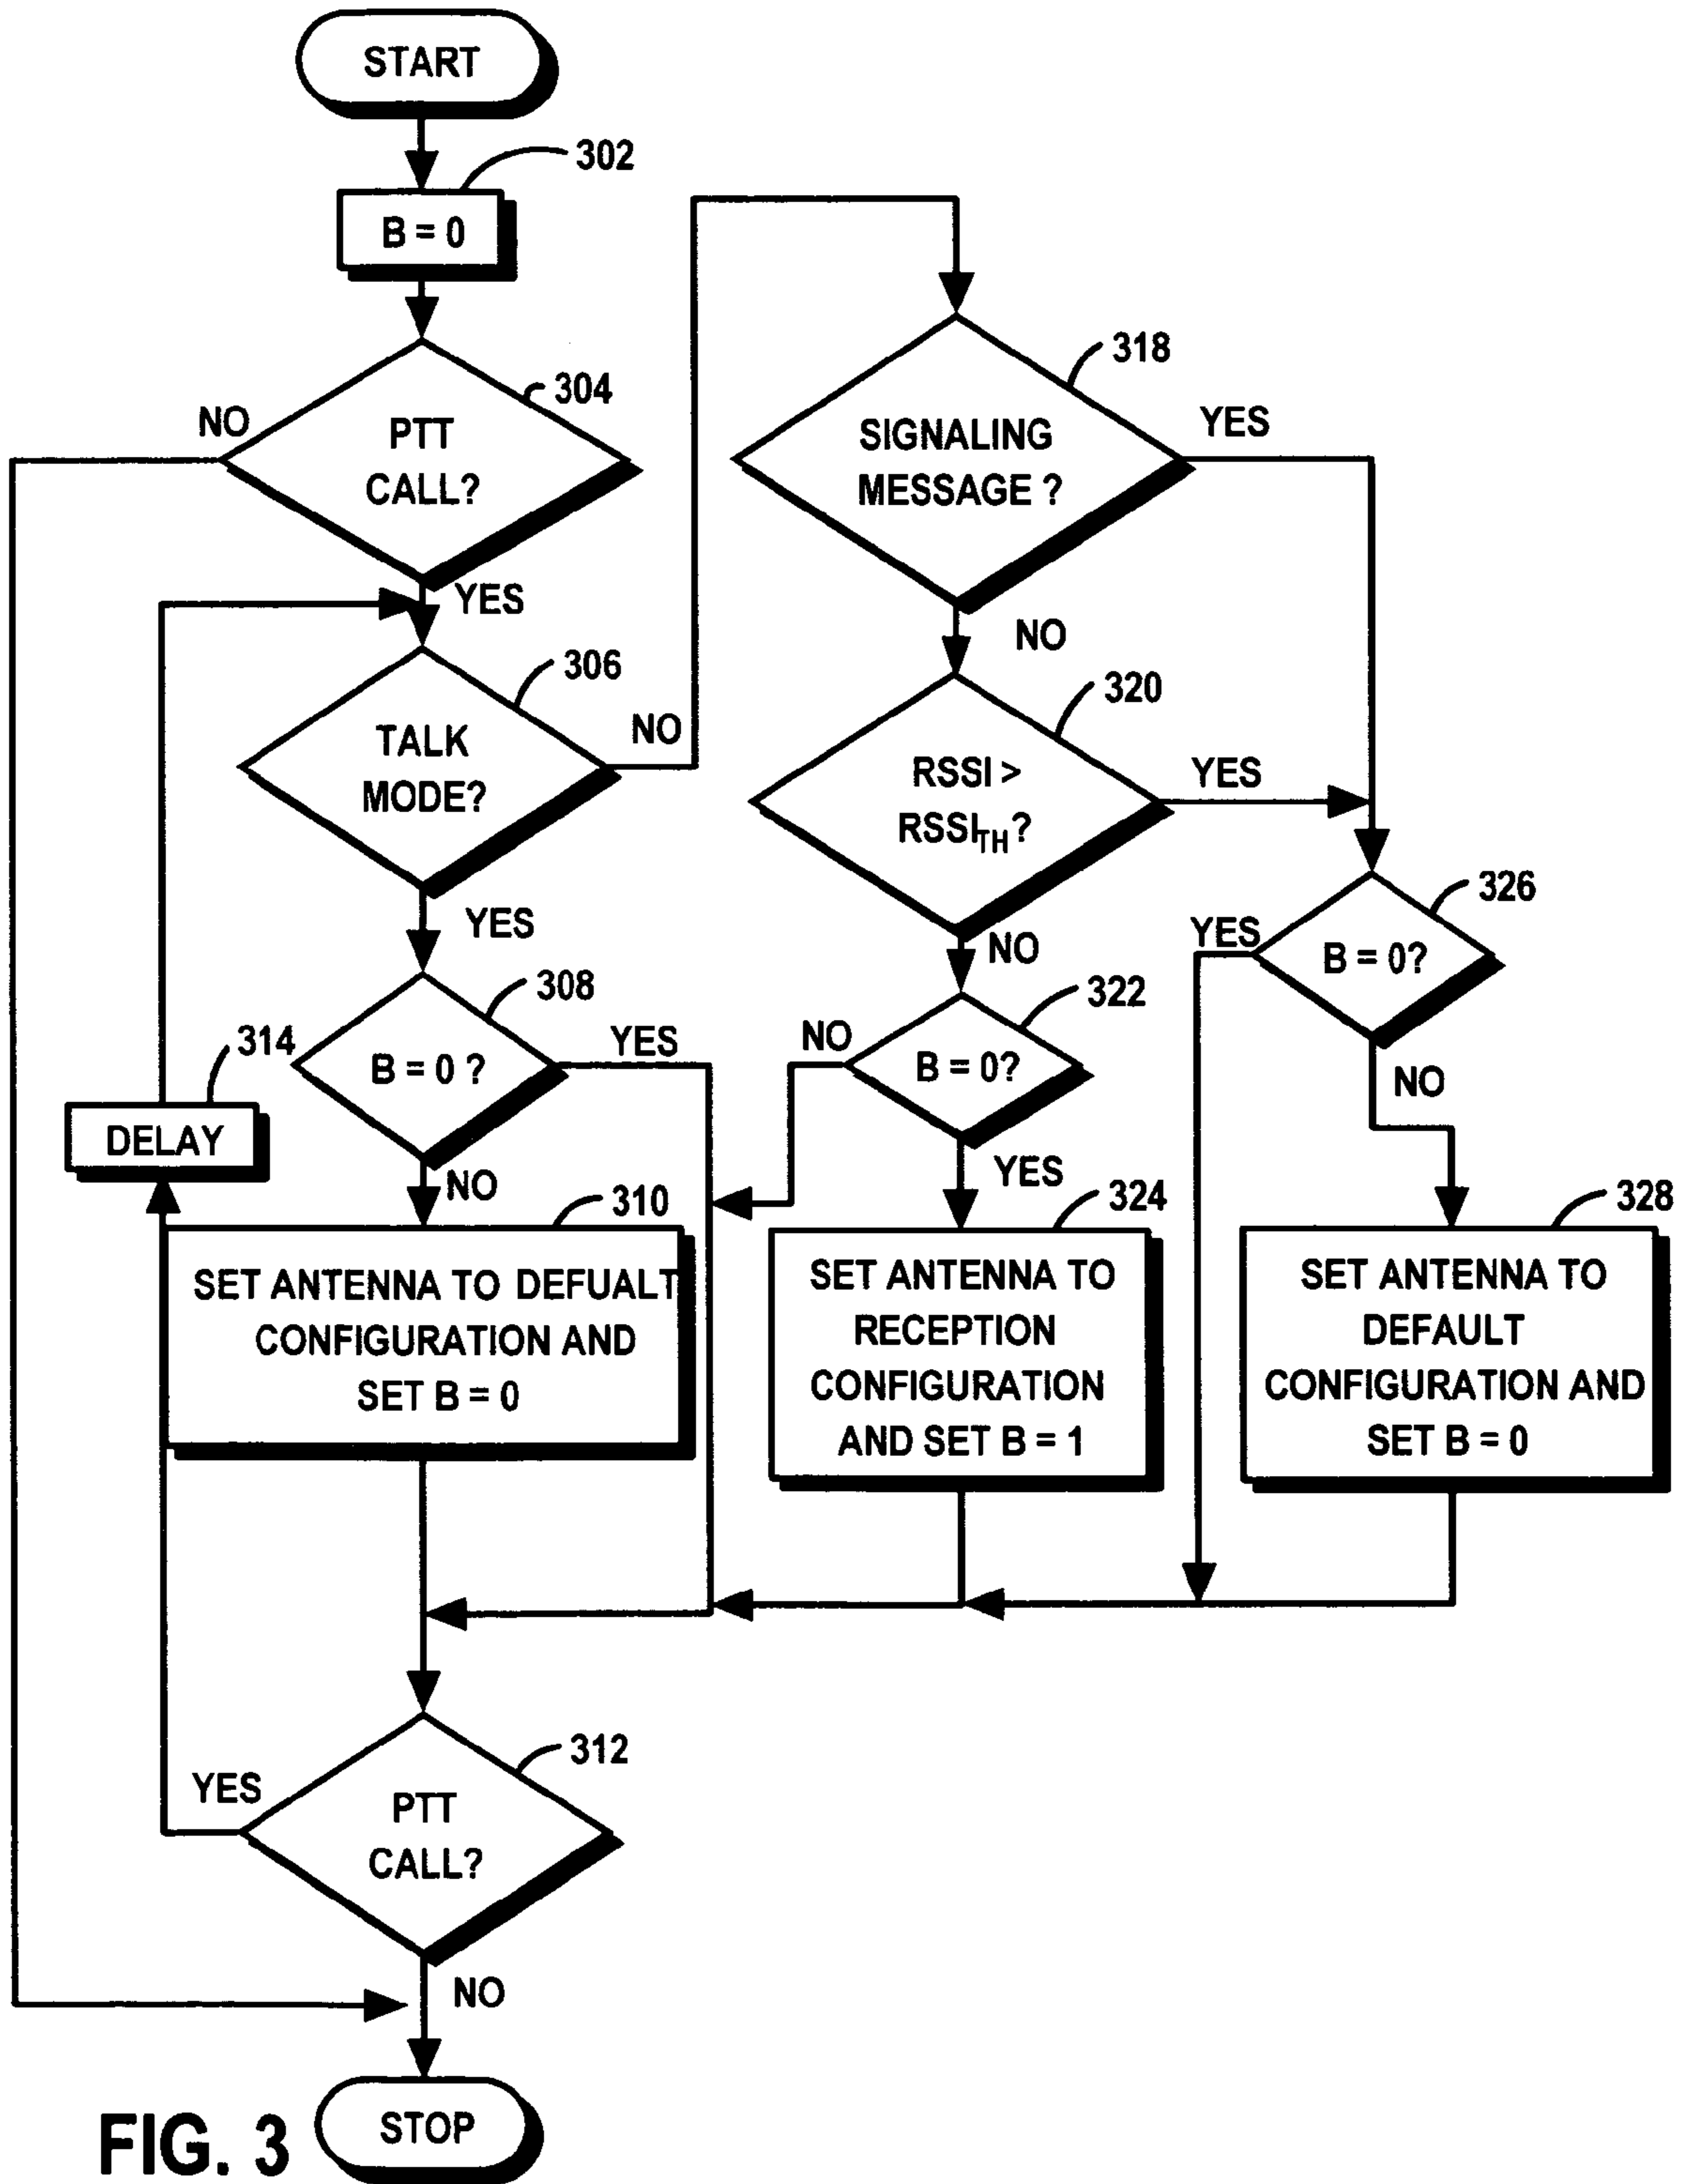 START
302
B = 0
304
NO
PTT
CALL?
YES
306
TALK
MODE?
NO
YES
308
B = 0 ?
YES
314
DELAY
NO
310
SET ANTENNA TO DEFUALT
CONFIGURATION AND
SET B = 0
318
SIGNALING
MESSAGE ?
YES
NO
320
RSSI >
RSSI_TH ?
YES
NO
322
NO
B = 0?
YES
324
SET ANTENNA TO
RECEPTION
CONFIGURATION
AND SET B = 1
326
YES
B = 0?
NO
328
SET ANTENNA TO
DEFAULT
CONFIGURATION AND
SET B = 0
312
YES
PTT
CALL?
NO
STOP
FIG. 3